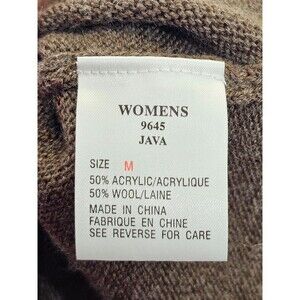 WOMENS
9645
JAVA
SIZE M
50% ACRYLIC/ACRYLIQUE
50% WOOL/LAINE
MADE IN CHINA
FABRIQUE EN CHINE
SEE REVERSE FOR CARE